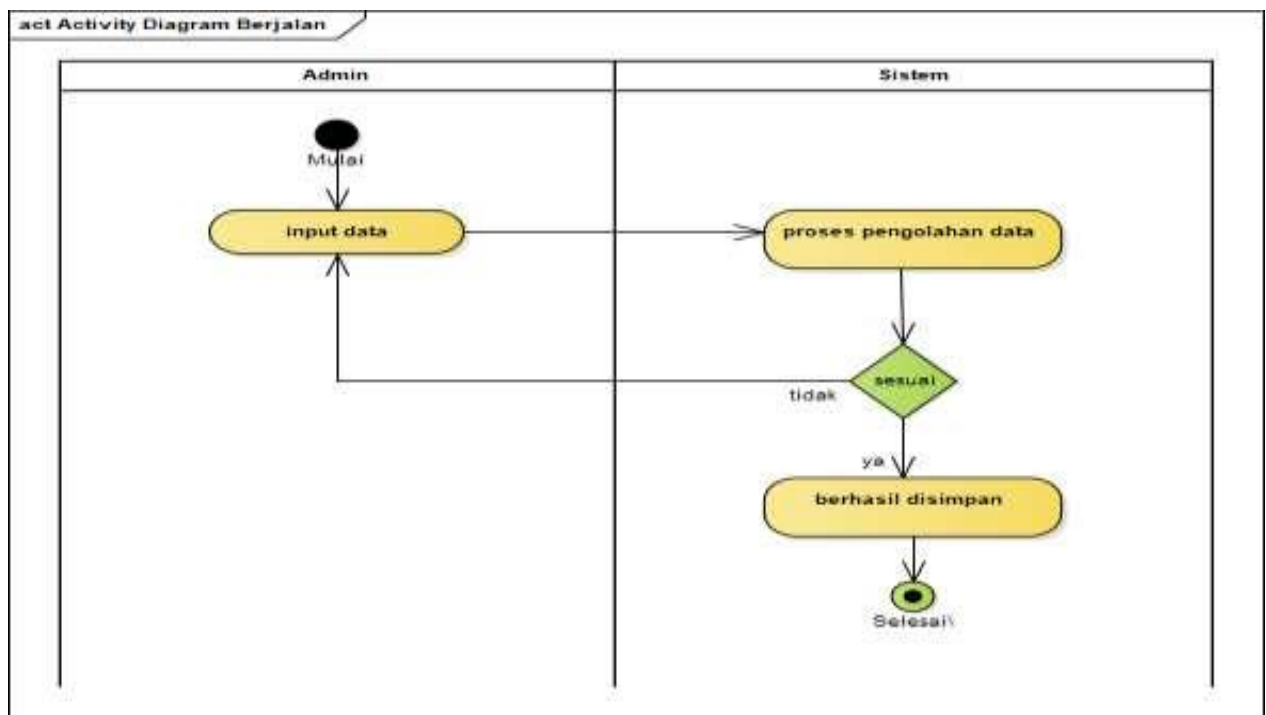 act Activity Diagram Berjalan
Admin
Sistem
Mulai
input data
proses pengolahan data
sesuai
tidak
ya
berhasil disimpan
Selesai\